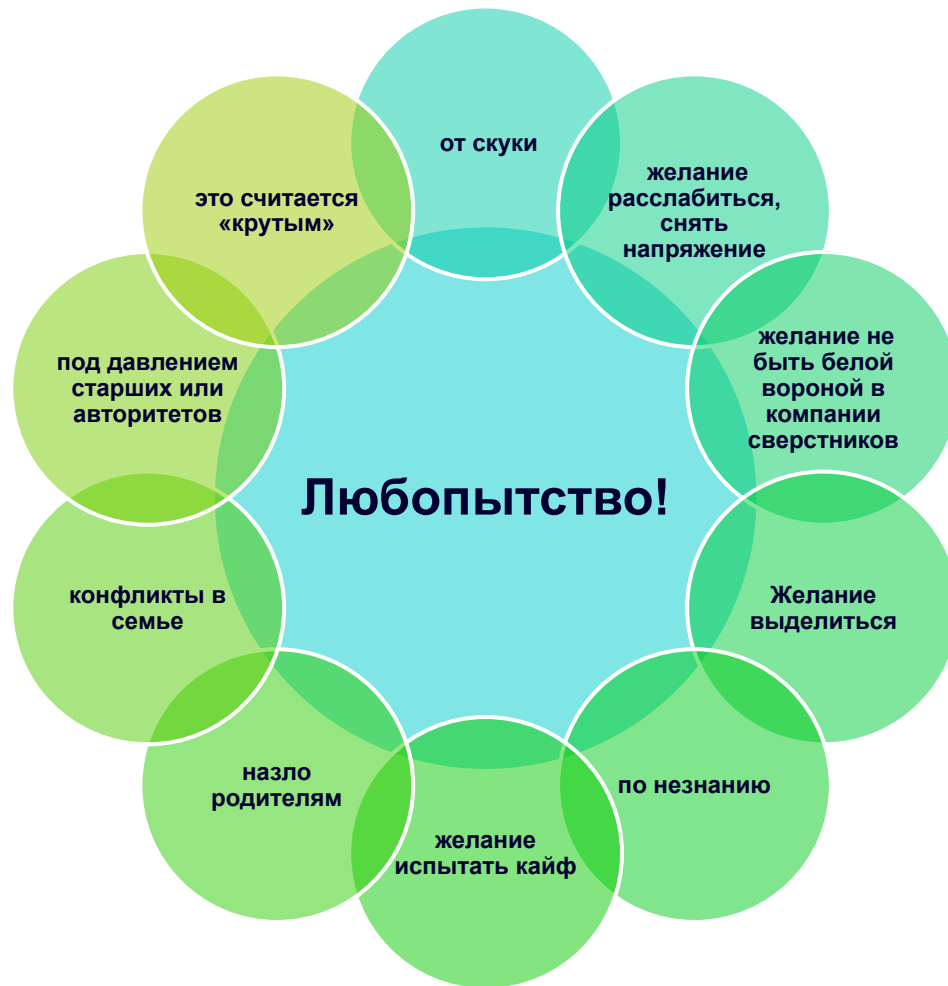 от скуки
желание
расслабиться,
снять
напряжение
желание не
быть белой
вороной в
компании
сверстников
Желание
выделиться
по незнанию
желание
испытать кайф
назло
родителям
конфликты в
семье
под давлением
старших или
авторитетов
это считается
«крутым»
Любопытство!